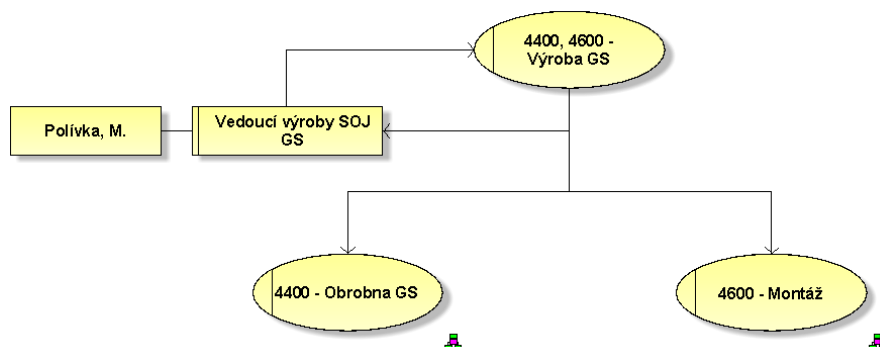 4400, 4600 -
Výroba GS
Polívka, M.
Vedoucí výroby SOJ
GS
4400 - Obrobna GS
4600 - Montáž